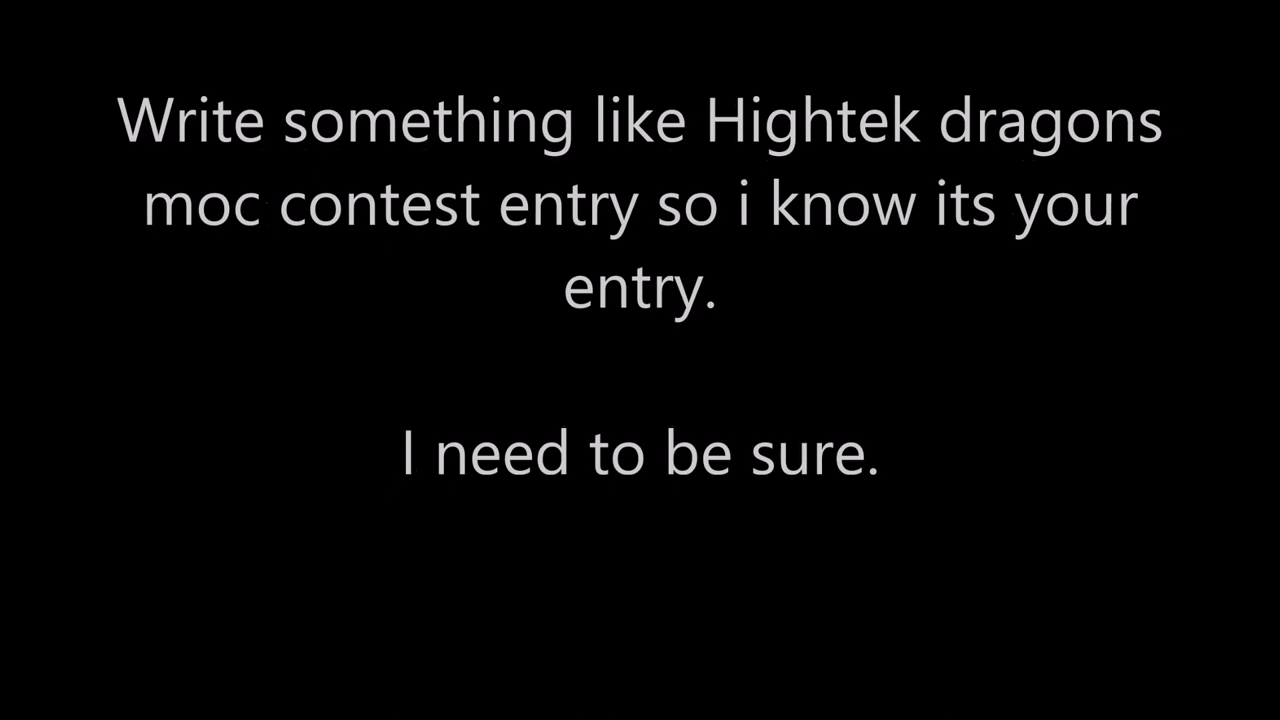 Write something like Hightek dragons
moc contest entry so i know its your
entry.
I need to be sure.